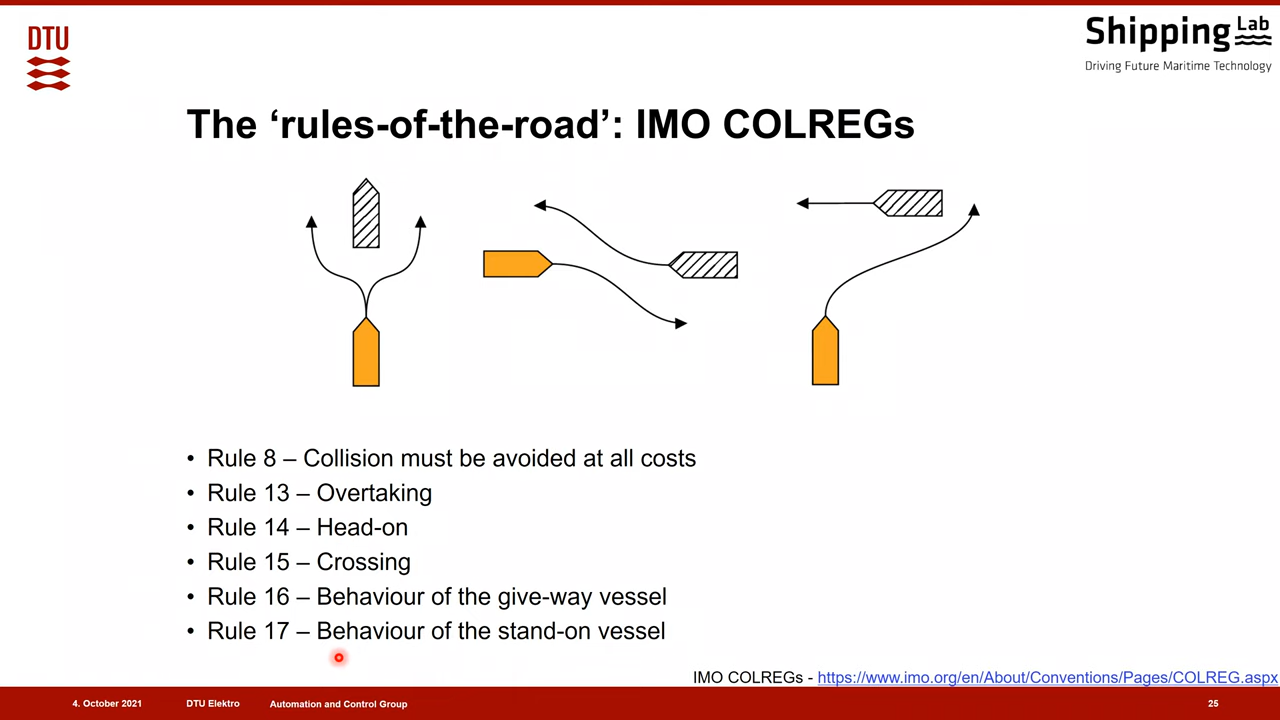 DTU
Shipping Lab
Driving Future Maritime Technology
The ‘rules-of-the-road’: IMO COLREGs
• Rule 8 – Collision must be avoided at all costs
• Rule 13 – Overtaking
• Rule 14 – Head-on
• Rule 15 – Crossing
• Rule 16 – Behaviour of the give-way vessel
• Rule 17 – Behaviour of the stand-on vessel
IMO COLREGs - https://www.imo.org/en/About/Conventions/Pages/COLREG.aspx
4. October 2021 DTU Elektro Automation and Control Group 25